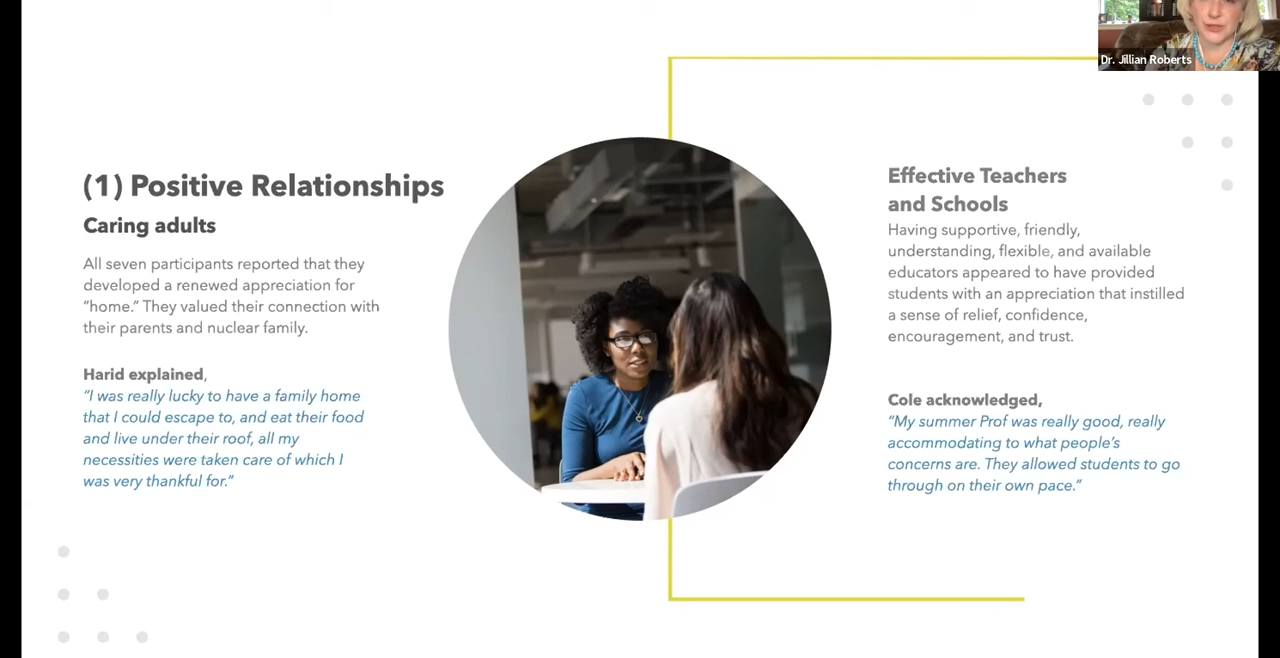 Dr. Jillian Roberts
(1) Positive Relationships
Caring adults
All seven participants reported that they
developed a renewed appreciation for
“home.” They valued their connection with
their parents and nuclear family.
Harid explained,
“I was really lucky to have a family home
that I could escape to, and eat their food
and live under their roof, all my
necessities were taken care of which I
was very thankful for.”
Effective Teachers
and Schools
Having supportive, friendly,
understanding, flexible, and available
educators appeared to have provided
students with an appreciation that instilled
a sense of relief, confidence,
encouragement, and trust.
Cole acknowledged,
“My summer Prof was really good, really
accommodating to what people’s
concerns are. They allowed students to go
through on their own pace.”